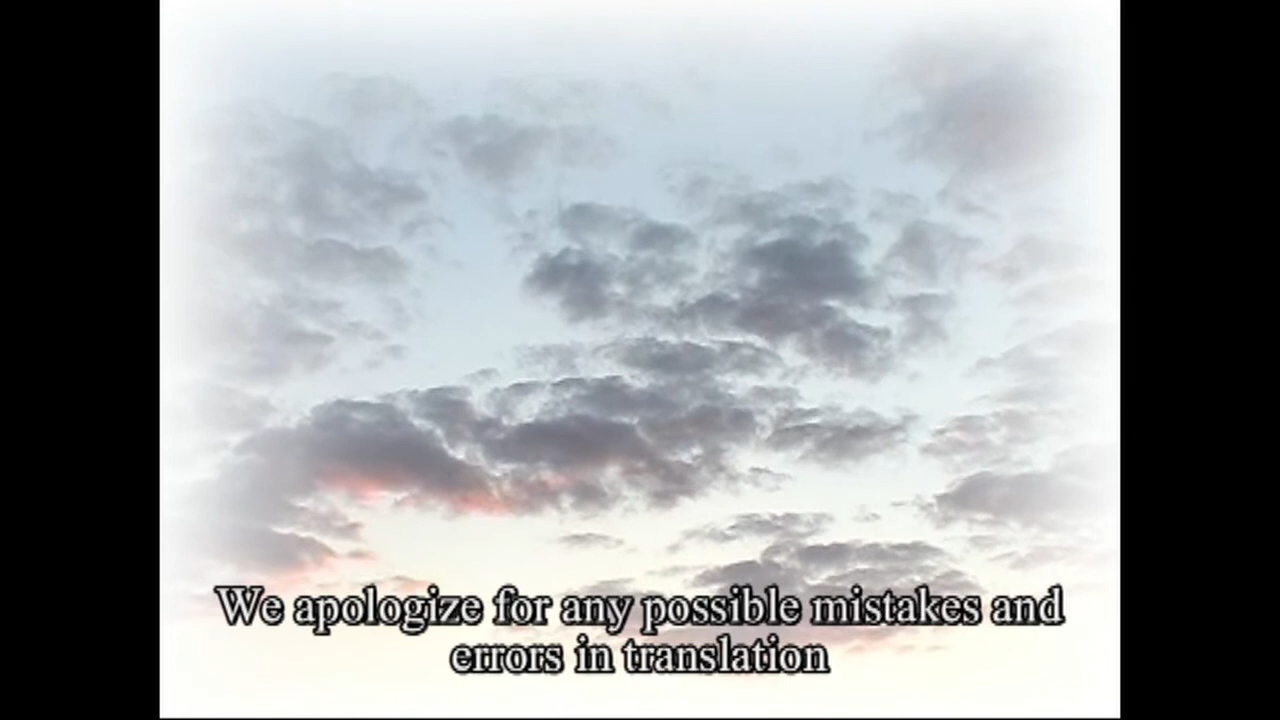 We apologize for any possible mistakes and
errors in translation